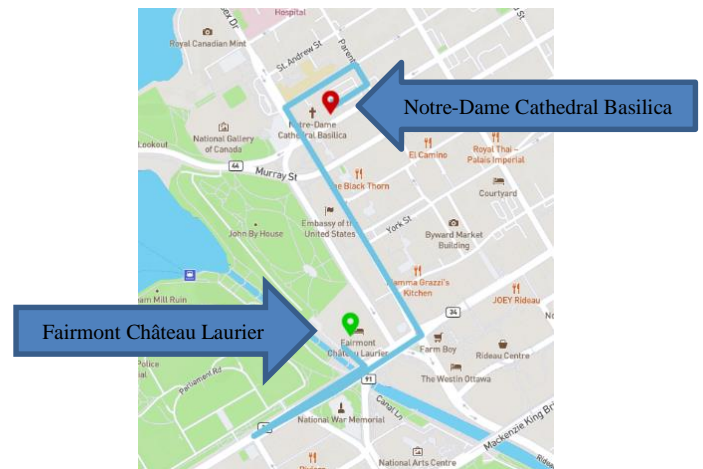 Hospital
Royal Canadian Mint
St. Andrew St
Parent
Notre-Dame Cathedral Basilica
Notre-Dame
Cathedral Basilica
National Gallery
of Canada
Lookout
El Camino
Royal Thai –
Palais Imperial
44
Murray St
The Black Thorn
Courtyard
John By House
Embassy of the
United States
York St
Byward Market
Building
Mamma Grazzi's
Kitchen
JOEY Rideau
34
Fairmont Château Laurier
Fairmont
Château Laurier
Farm Boy
Rideau Centre
The Westin Ottawa
Police
Parliament Rd
91
National War Memorial
Canal Ln
Mackenzie King Br
National Arts Centre